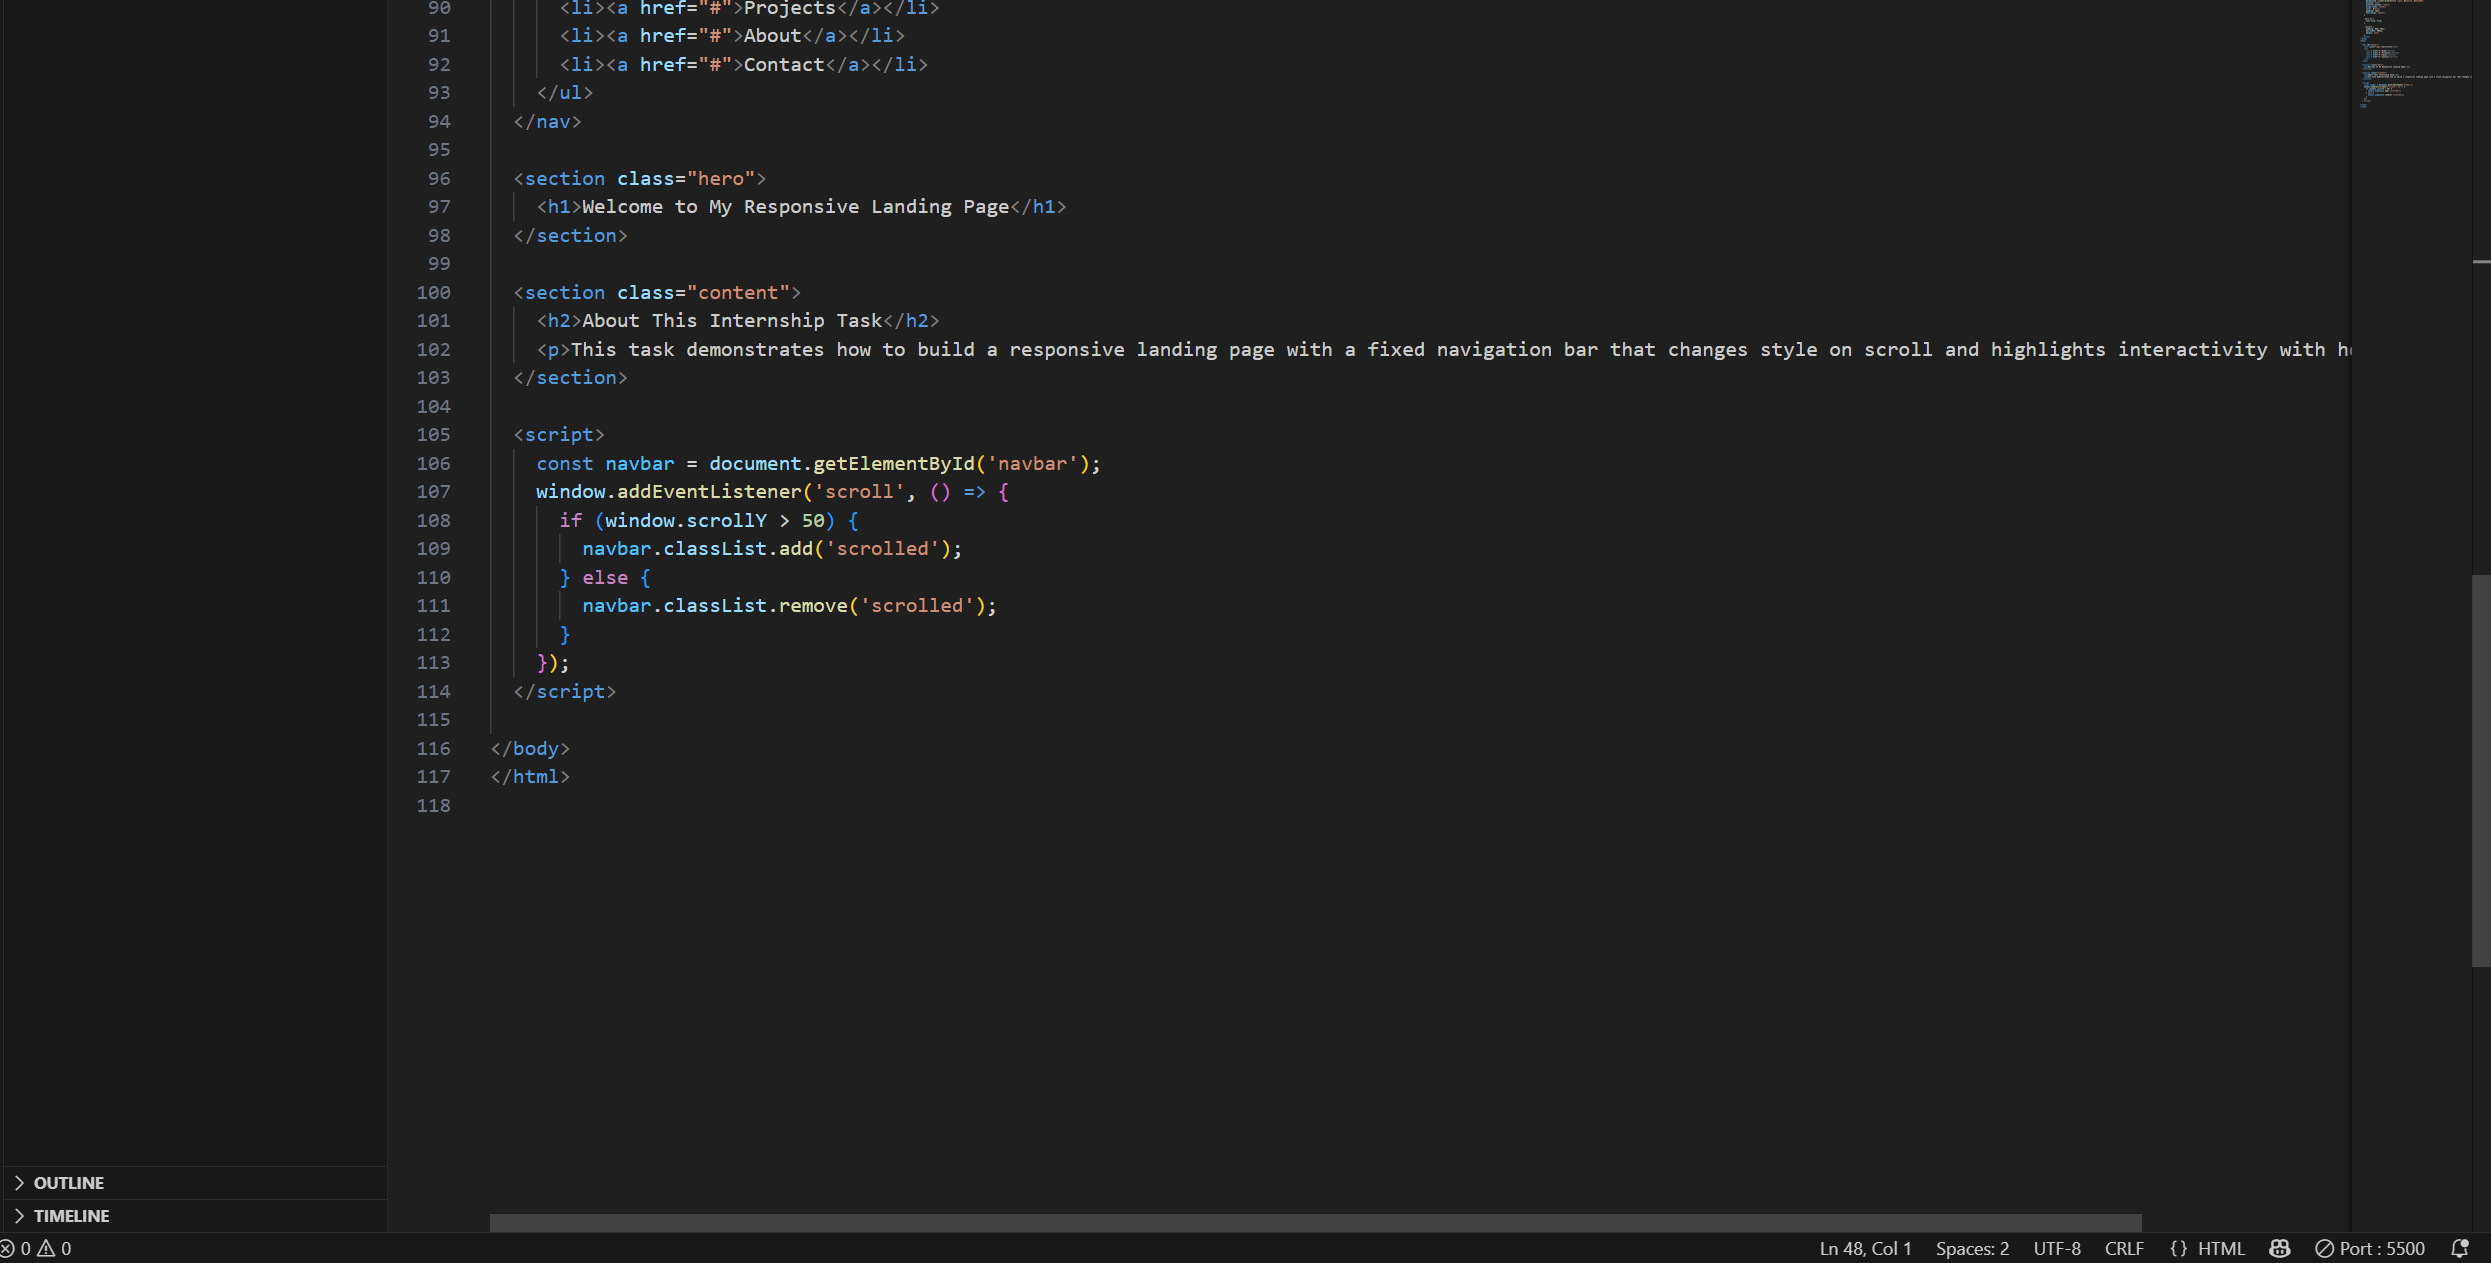 90 <li><a href="#">Projects</a></li>
91 <li><a href="#">About</a></li>
92 <li><a href="#">Contact</a></li>
93 </ul>
94 </nav>
95
96 <section class="hero">
97 <h1>Welcome to My Responsive Landing Page</h1>
98 </section>
99
100 <section class="content">
101 <h2>About This Internship Task</h2>
102 <p>This task demonstrates how to build a responsive landing page with a fixed navigation bar that changes style on scroll and highlights interactivity with
103 </section>
104
105 <script>
106 const navbar = document.getElementById('navbar');
107 window.addEventListener('scroll', () => {
108 if (window.scrollY > 50) {
109 navbar.classList.add('scrolled');
110 } else {
111 navbar.classList.remove('scrolled');
112 }
113 });
114 </script>
115
116 </body>
117 </html>
118
OUTLINE
TIMELINE
0 0 Ln 48, Col 1 Spaces: 2 UTF-8 CRLF {} HTML Port : 5500